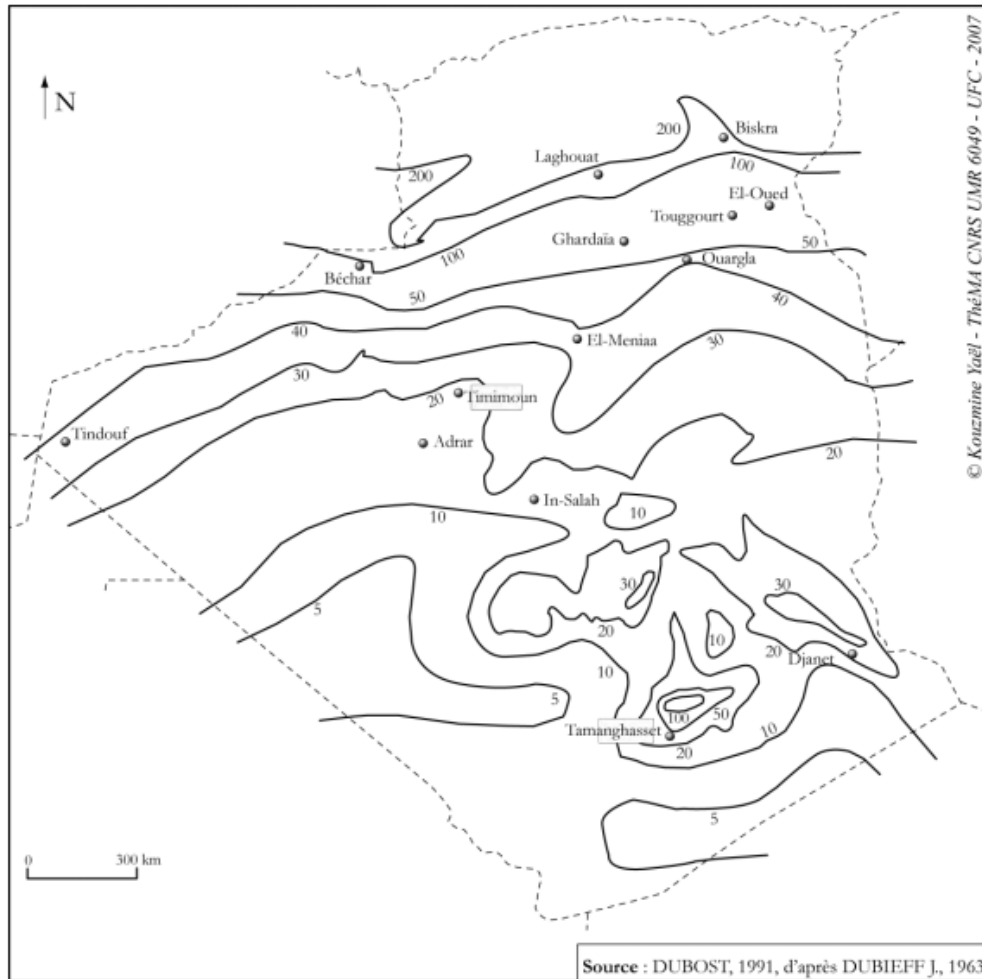 N
© Kouzmine Yaël - ThéMA CNRS UMR 6049 - UFC - 2007
200
Biskra
Laghouat
100
200
El-Oued
Touggourt
Ghardaïa
50
100
Ouargla
Béchar
50
40
40
El-Meniaa
30
30
20
Timimoun
Tindouf
Adrar
20
In-Salah
10
10
30
30
5
20
10
20
Djanet
10
5
100
50
Tamanghasset
10
20
5
0
300 km
Source : DUBOST, 1991, d'après DUBIEFF J., 1963